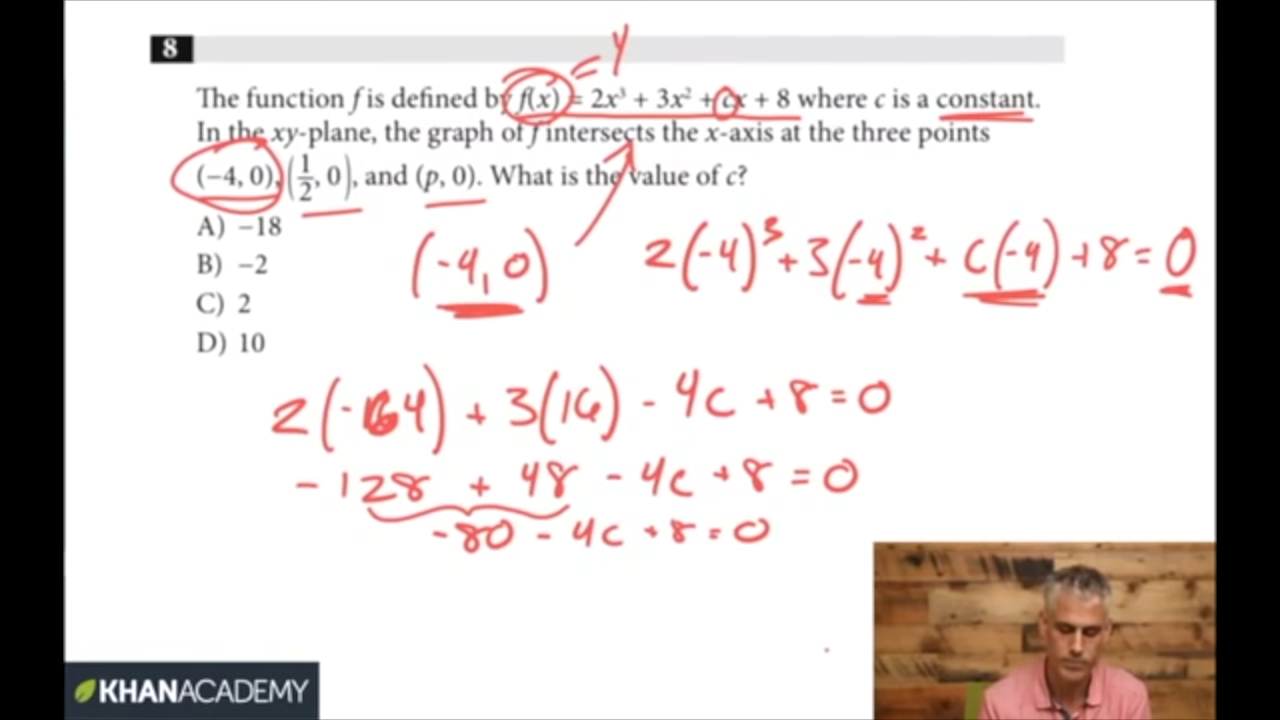 8
= y
The function f is defined by f(x) = 2x³ + 3x² + cx + 8 where c is a constant.
In the xy-plane, the graph of f intersects the x-axis at the three points
(−4, 0), (1/2, 0), and (p, 0). What is the value of c?
A) −18
B) −2
C) 2
D) 10
(-4, 0)
2(-4)³ + 3(-4)² + c(-4) + 8 = 0
2(-64) + 3(16) - 4c + 8 = 0
-128 + 48 - 4c + 8 = 0
-80 - 4c + 8 = 0
KHANACADEMY